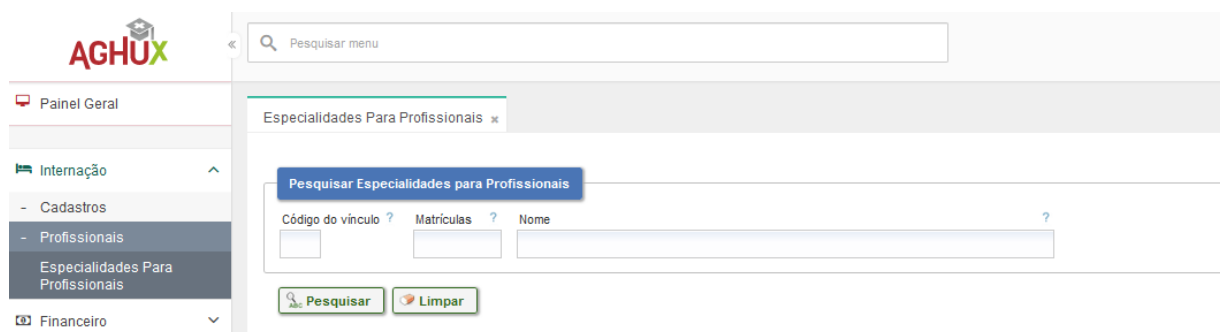 AGHUX
«
Pesquisar menu
Painel Geral
Especialidades Para Profissionais ×
Internação
- Cadastros
- Profissionais
Especialidades Para
Profissionais
Financeiro
Pesquisar Especialidades para Profissionais
Código do vínculo ? Matrículas ? Nome ?
ABC Pesquisar Limpar